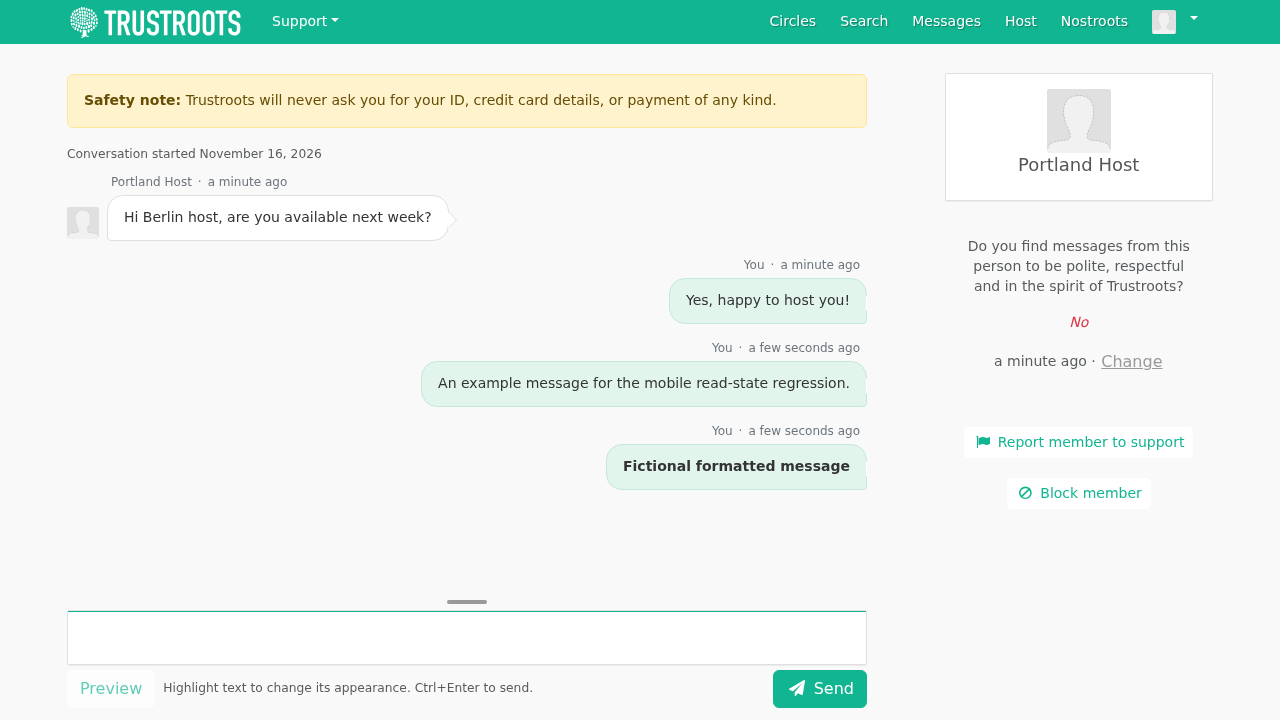 TRUSTROOTS Support Circles Search Messages Host Nostroots
Safety note: Trustroots will never ask you for your ID, credit card details, or payment of any kind.
Conversation started November 16, 2026
Portland Host · a minute ago
Hi Berlin host, are you available next week?
You · a minute ago
Yes, happy to host you!
You · a few seconds ago
An example message for the mobile read-state regression.
You · a few seconds ago
Fictional formatted message
Preview Highlight text to change its appearance. Ctrl+Enter to send. Send
Portland Host
Do you find messages from this
person to be polite, respectful
and in the spirit of Trustroots?
No
a minute ago · Change
Report member to support
Block member